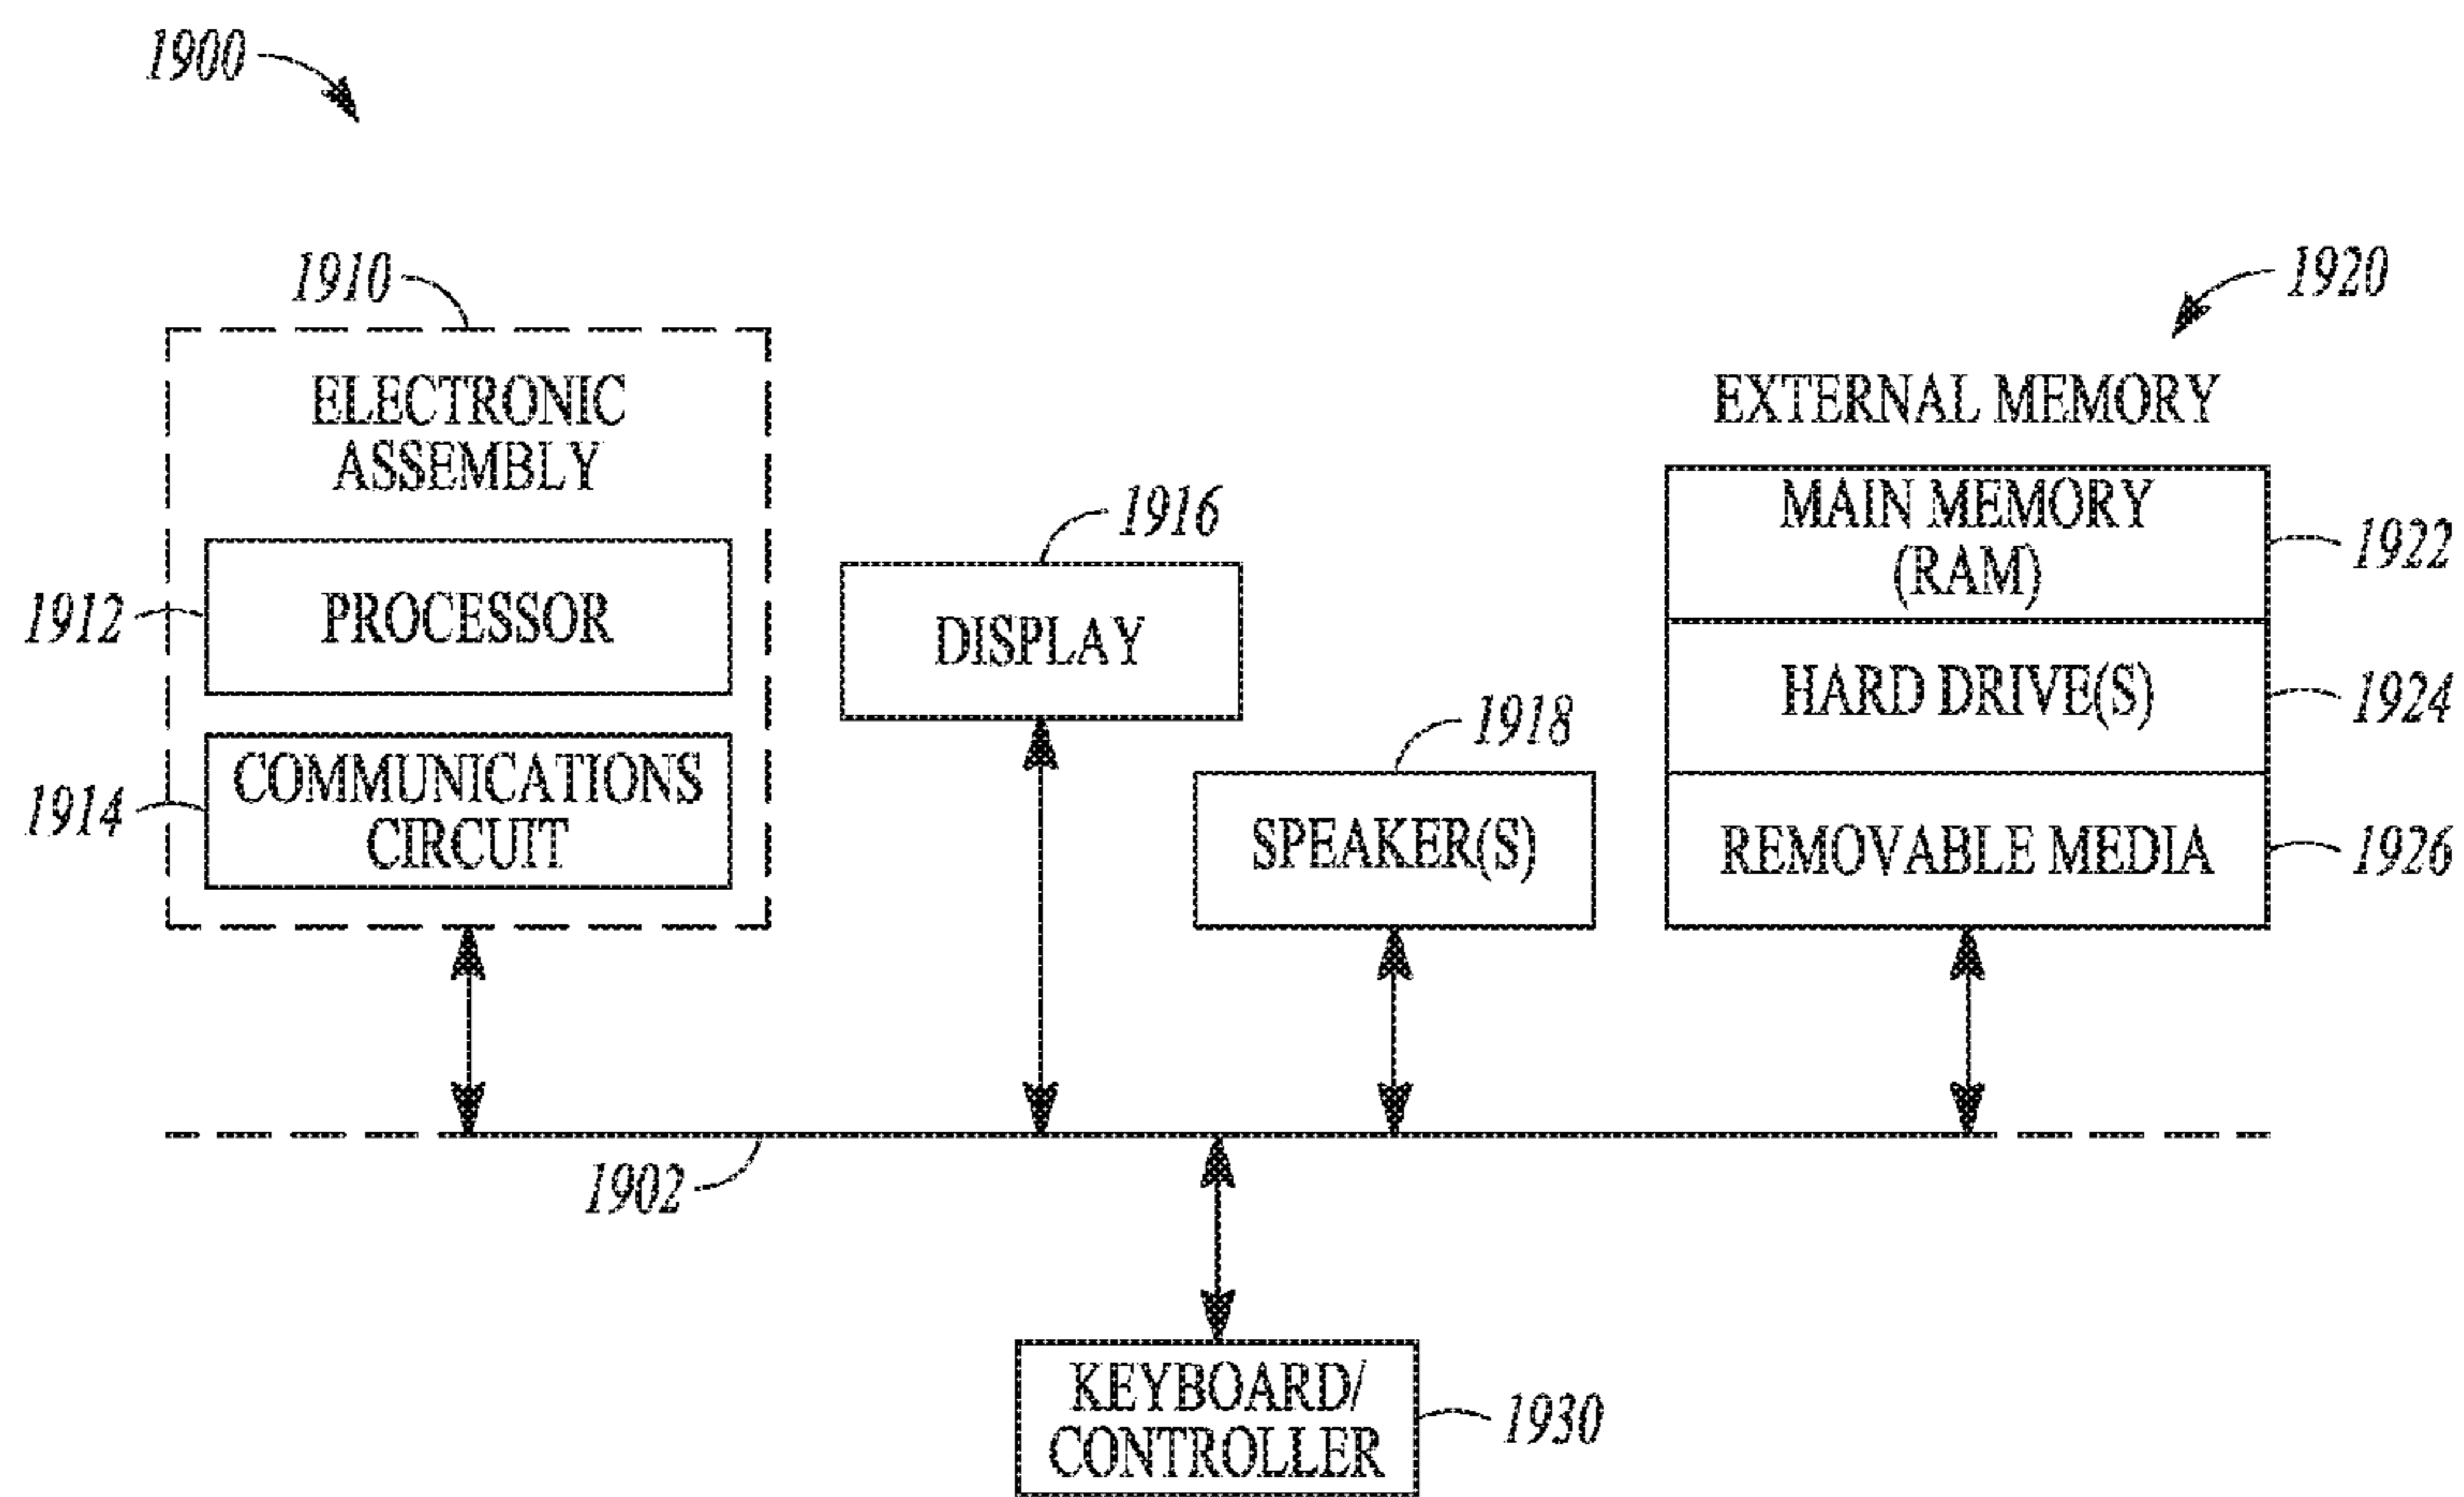 1900
1910
1920
ELECTRONIC
ASSEMBLY
EXTERNAL MEMORY
1916
MAIN MEMORY
(RAM)
1922
1912
PROCESSOR
DISPLAY
HARD DRIVE(S)
1924
1918
1914
COMMUNICATIONS
CIRCUIT
SPEAKER(S)
REMOVABLE MEDIA
1926
1902
KEYBOARD/
CONTROLLER
1930